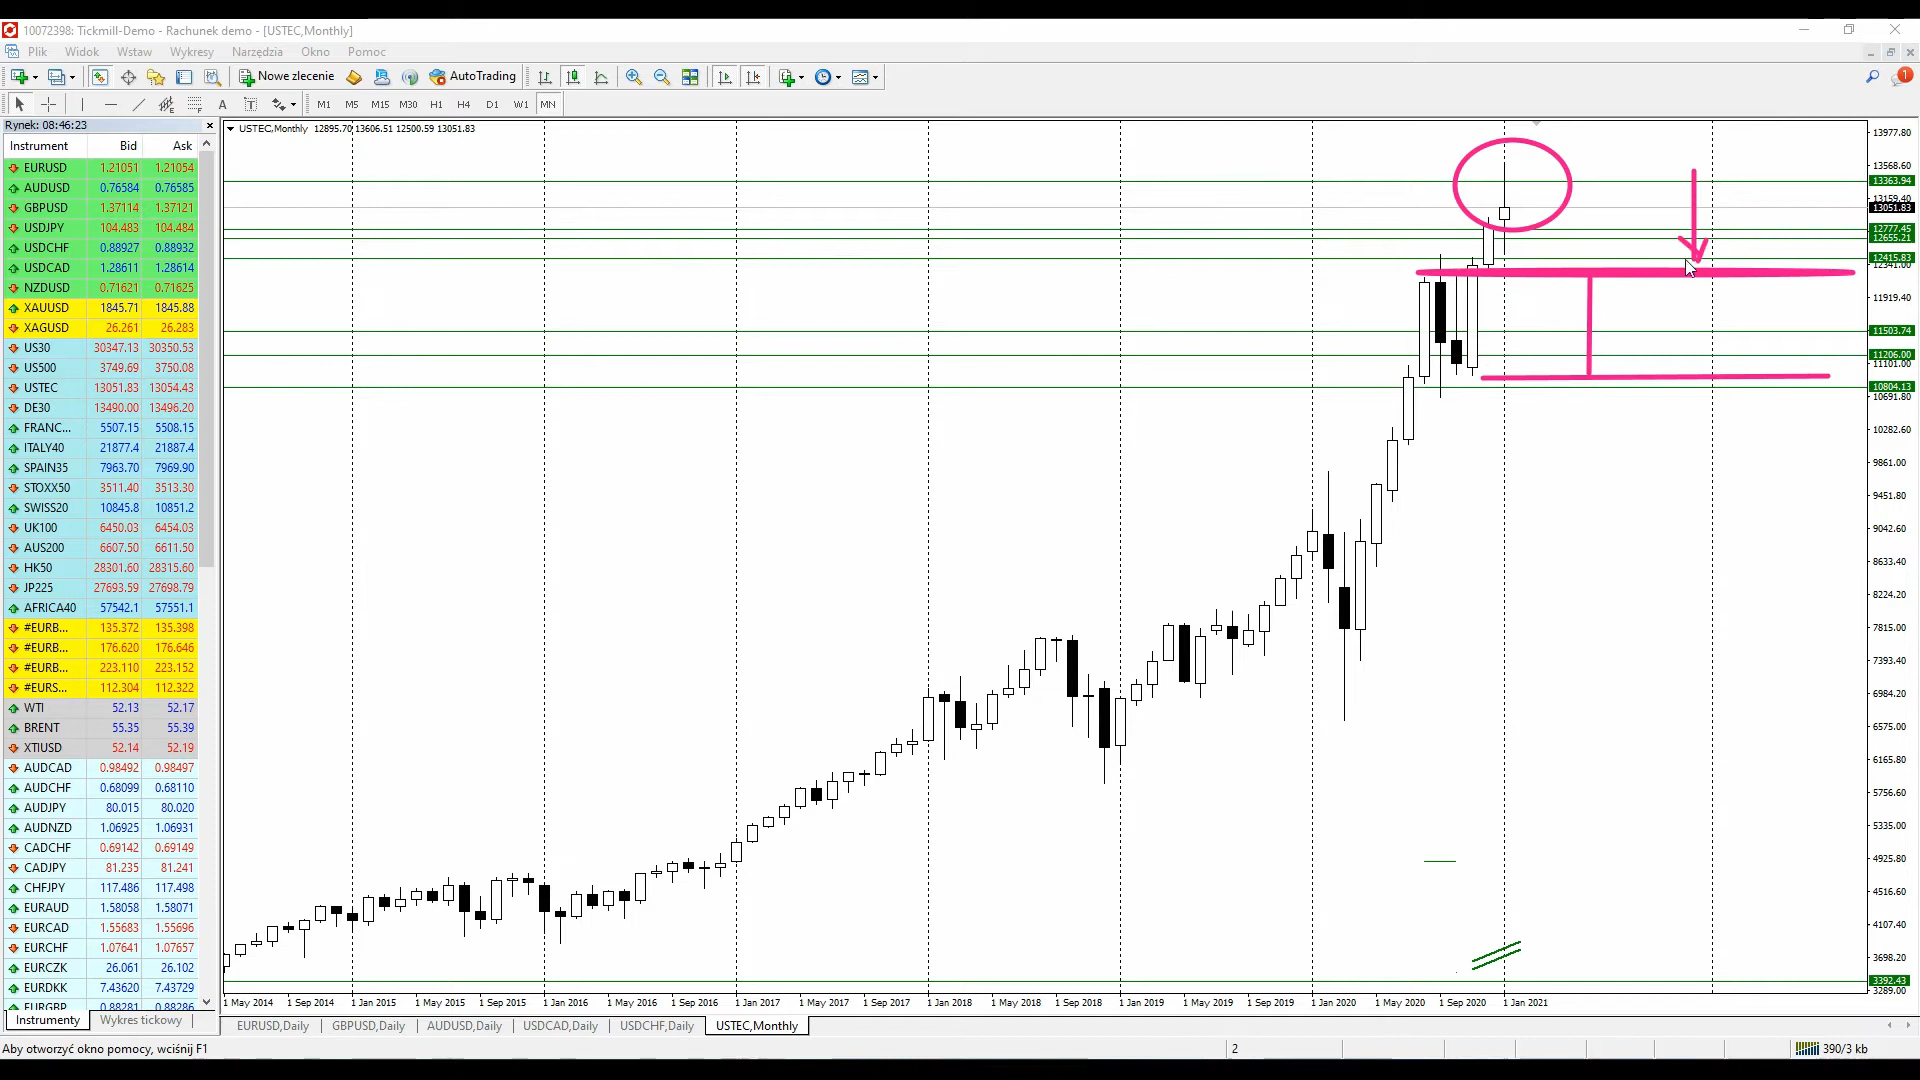 10072398: Tickmill-Demo - Rachunek demo - [USTEC,Monthly]
Plik Widok Wstaw Wykresy Narzędzia Okno Pomoc
Nowe zlecenie AutoTrading 1
A T M1 M5 M15 M30 H1 H4 D1 W1 MN
Rynek: 08:46:23
Instrument Bid Ask
EURUSD 1.21051 1.21054
AUDUSD 0.76584 0.76585
GBPUSD 1.37114 1.37121
USDJPY 104.483 104.484
USDCHF 0.88927 0.88932
USDCAD 1.28611 1.28614
NZDUSD 0.71621 0.71625
XAUUSD 1845.71 1845.88
XAGUSD 26.261 26.283
US30 30347.13 30350.53
US500 3749.69 3750.08
USTEC 13051.83 13054.43
DE30 13490.00 13496.20
FRANC... 5507.15 5508.15
ITALY40 21877.4 21887.4
SPAIN35 7963.70 7969.90
STOXX50 3511.40 3513.30
SWISS20 10845.8 10851.2
UK100 6450.03 6454.03
AUS200 6607.50 6611.50
HK50 28301.60 28315.60
JP225 27693.59 27698.79
AFRICA40 57542.1 57551.1
#EURB... 135.372 135.398
#EURB... 176.620 176.646
#EURB... 223.110 223.152
#EURS... 112.304 112.322
WTI 52.13 52.17
BRENT 55.35 55.39
XTIUSD 52.14 52.19
AUDCAD 0.98492 0.98497
AUDCHF 0.68099 0.68110
AUDJPY 80.015 80.020
AUDNZD 1.06925 1.06931
CADCHF 0.69142 0.69149
CADJPY 81.235 81.241
CHFJPY 117.486 117.498
EURAUD 1.58058 1.58071
EURCAD 1.55683 1.55696
EURCHF 1.07641 1.07657
EURCZK 26.061 26.102
EURDKK 7.43720 7.43729
EURGBP 0.88281 0.88286
Instrumenty Wykres tickowy
USTEC,Monthly 12895.70 13606.51 12500.59 13051.83
13977.80
13568.60
13363.94
13159.40
13051.83
12777.45
12655.21
12415.83
12341.00
11919.40
11503.74
11206.00
11101.00
10804.13
10691.80
10282.60
9861.00
9451.80
9042.60
8633.40
8224.20
7815.00
7393.40
6984.20
6575.00
6165.80
5756.60
5335.00
4925.80
4516.60
4107.40
3698.20
3392.43
3289.00
1 May 2014 1 Sep 2014 1 Jan 2015 1 May 2015 1 Sep 2015 1 Jan 2016 1 May 2016 1 Sep 2016 1 Jan 2017 1 May 2017 1 Sep 2017 1 Jan 2018 1 May 2018 1 Sep 2018 1 Jan 2019 1 May 2019 1 Sep 2019 1 Jan 2020 1 May 2020 1 Sep 2020 1 Jan 2021
EURUSD,Daily GBPUSD,Daily AUDUSD,Daily USDCAD,Daily USDCHF,Daily USTEC,Monthly
Aby otworzyć okno pomocy, wciśnij F1 2 390/3 kb